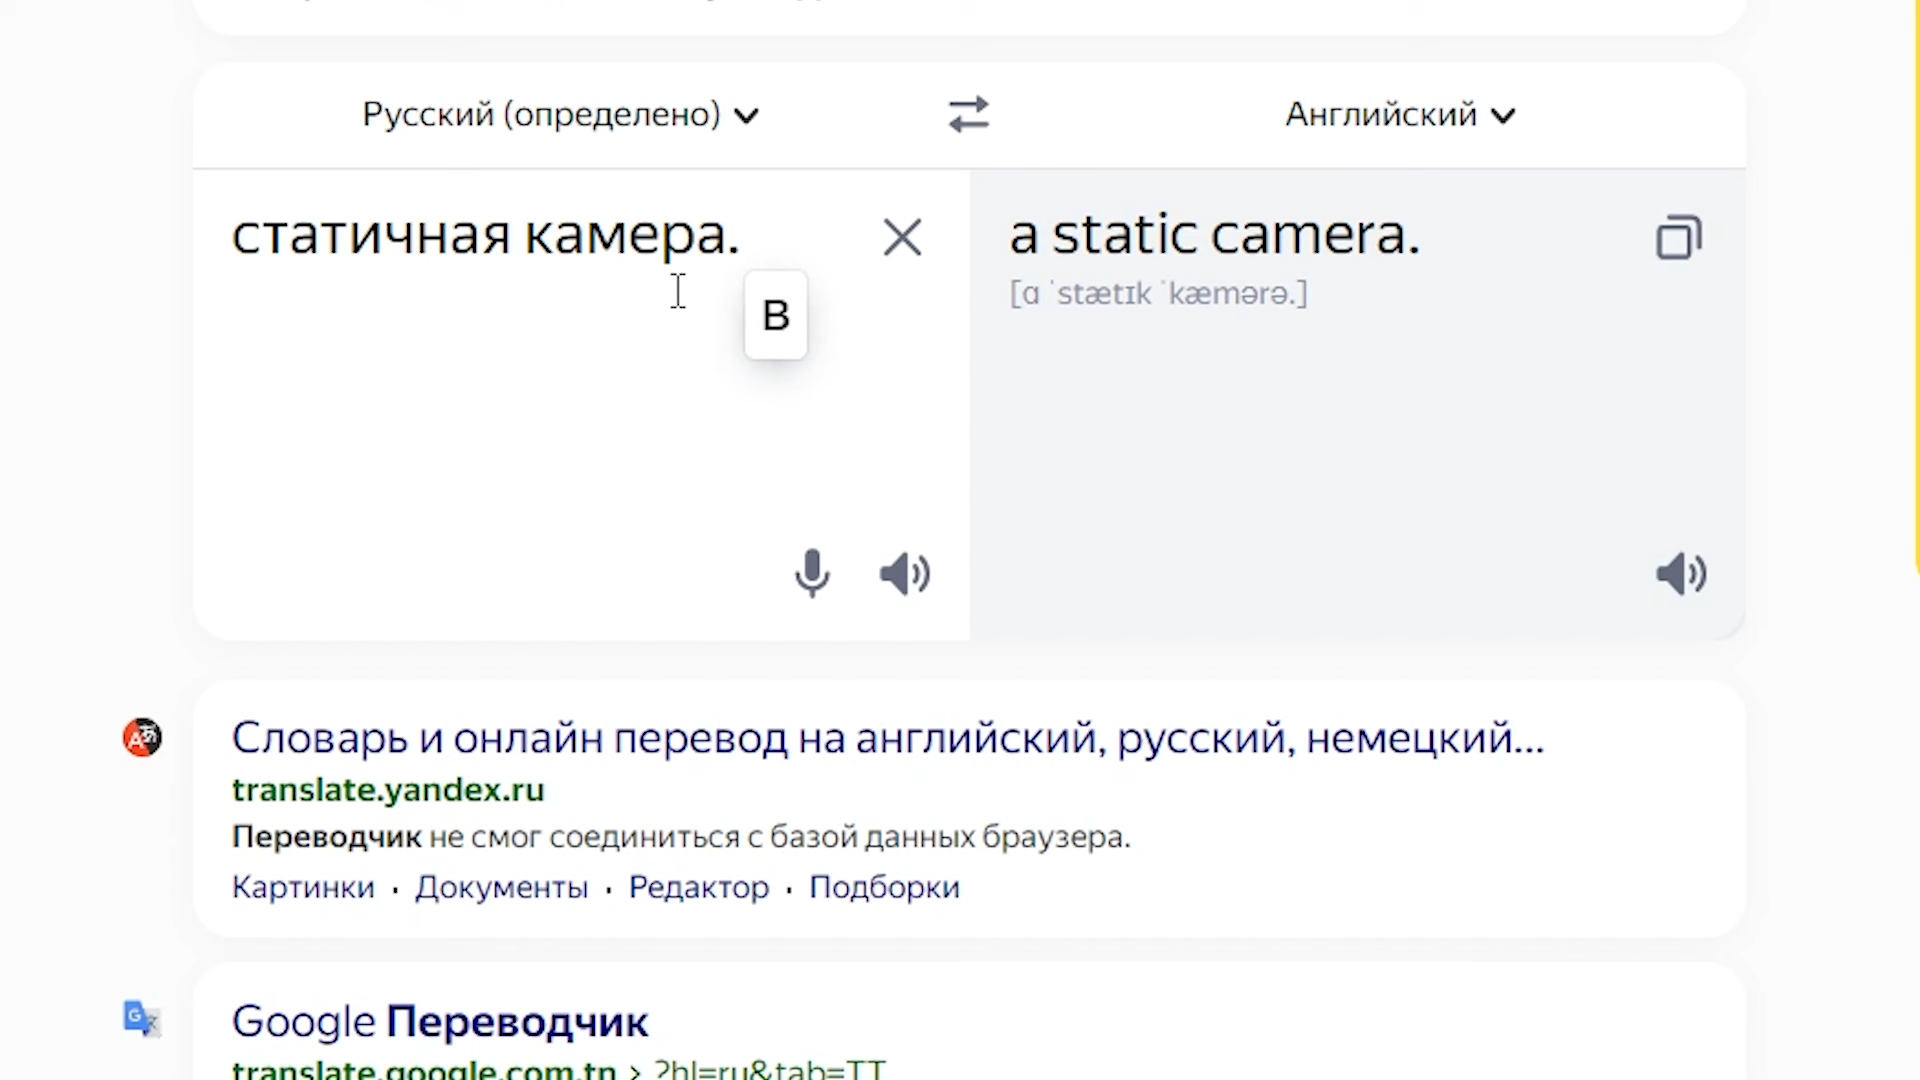 Русский (определено)
Английский
статичная камера.
a static camera.
[ɑ ˈstætɪk ˈkæmərə.]
В
Словарь и онлайн перевод на английский, русский, немецкий...
translate.yandex.ru
Переводчик не смог соединиться с базой данных браузера.
Картинки · Документы · Редактор · Подборки
Google Переводчик
translate.google.com.tn › ?hl=ru&tab=TT